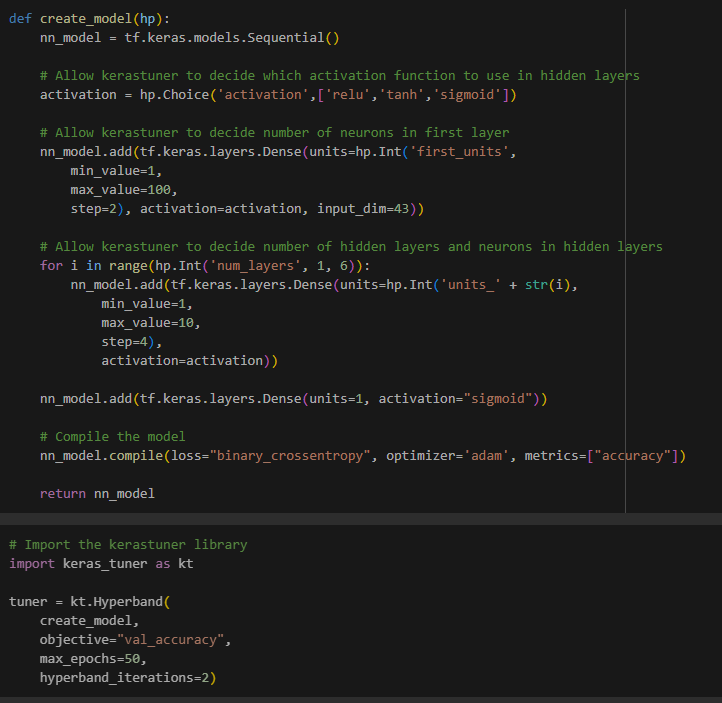 def create_model(hp):
    nn_model = tf.keras.models.Sequential()

    # Allow kerastuner to decide which activation function to use in hidden layers
    activation = hp.Choice('activation',['relu','tanh','sigmoid'])

    # Allow kerastuner to decide number of neurons in first layer
    nn_model.add(tf.keras.layers.Dense(units=hp.Int('first_units',
        min_value=1,
        max_value=100,
        step=2), activation=activation, input_dim=43))

    # Allow kerastuner to decide number of hidden layers and neurons in hidden layers
    for i in range(hp.Int('num_layers', 1, 6)):
        nn_model.add(tf.keras.layers.Dense(units=hp.Int('units_' + str(i),
            min_value=1,
            max_value=10,
            step=4),
            activation=activation))

    nn_model.add(tf.keras.layers.Dense(units=1, activation="sigmoid"))

    # Compile the model
    nn_model.compile(loss="binary_crossentropy", optimizer='adam', metrics=["accuracy"])

    return nn_model

# Import the kerastuner library
import keras_tuner as kt

tuner = kt.Hyperband(
    create_model,
    objective="val_accuracy",
    max_epochs=50,
    hyperband_iterations=2)